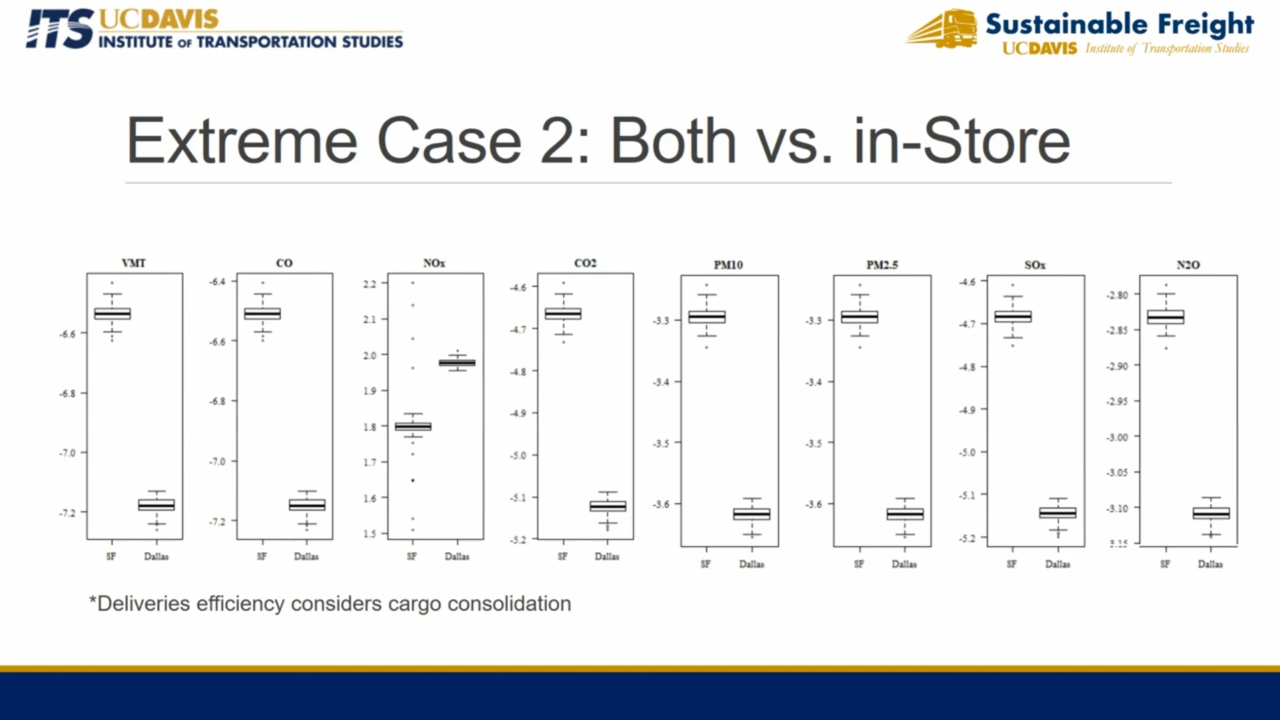 ITS UCDAVIS
INSTITUTE OF TRANSPORTATION STUDIES
Sustainable Freight
UCDAVIS Institute of Transportation Studies
Extreme Case 2: Both vs. in-Store
VMT
-6.6
-6.8
-7.0
-7.2
SF Dallas
CO
-6.4
-6.6
-6.8
-7.0
-7.2
SF Dallas
NOx
2.2
2.1
2.0
1.9
1.8
1.7
1.6
1.5
SF Dallas
CO2
-4.6
-4.7
-4.8
-4.9
-5.0
-5.1
-5.2
SF Dallas
PM10
-3.3
-3.4
-3.5
-3.6
SF Dallas
PM2.5
-3.3
-3.4
-3.5
-3.6
SF Dallas
SOx
-4.6
-4.7
-4.8
-4.9
-5.0
-5.1
-5.2
SF Dallas
N2O
-2.80
-2.85
-2.90
-2.95
-3.00
-3.05
-3.10
-3.15
SF Dallas
*Deliveries efficiency considers cargo consolidation